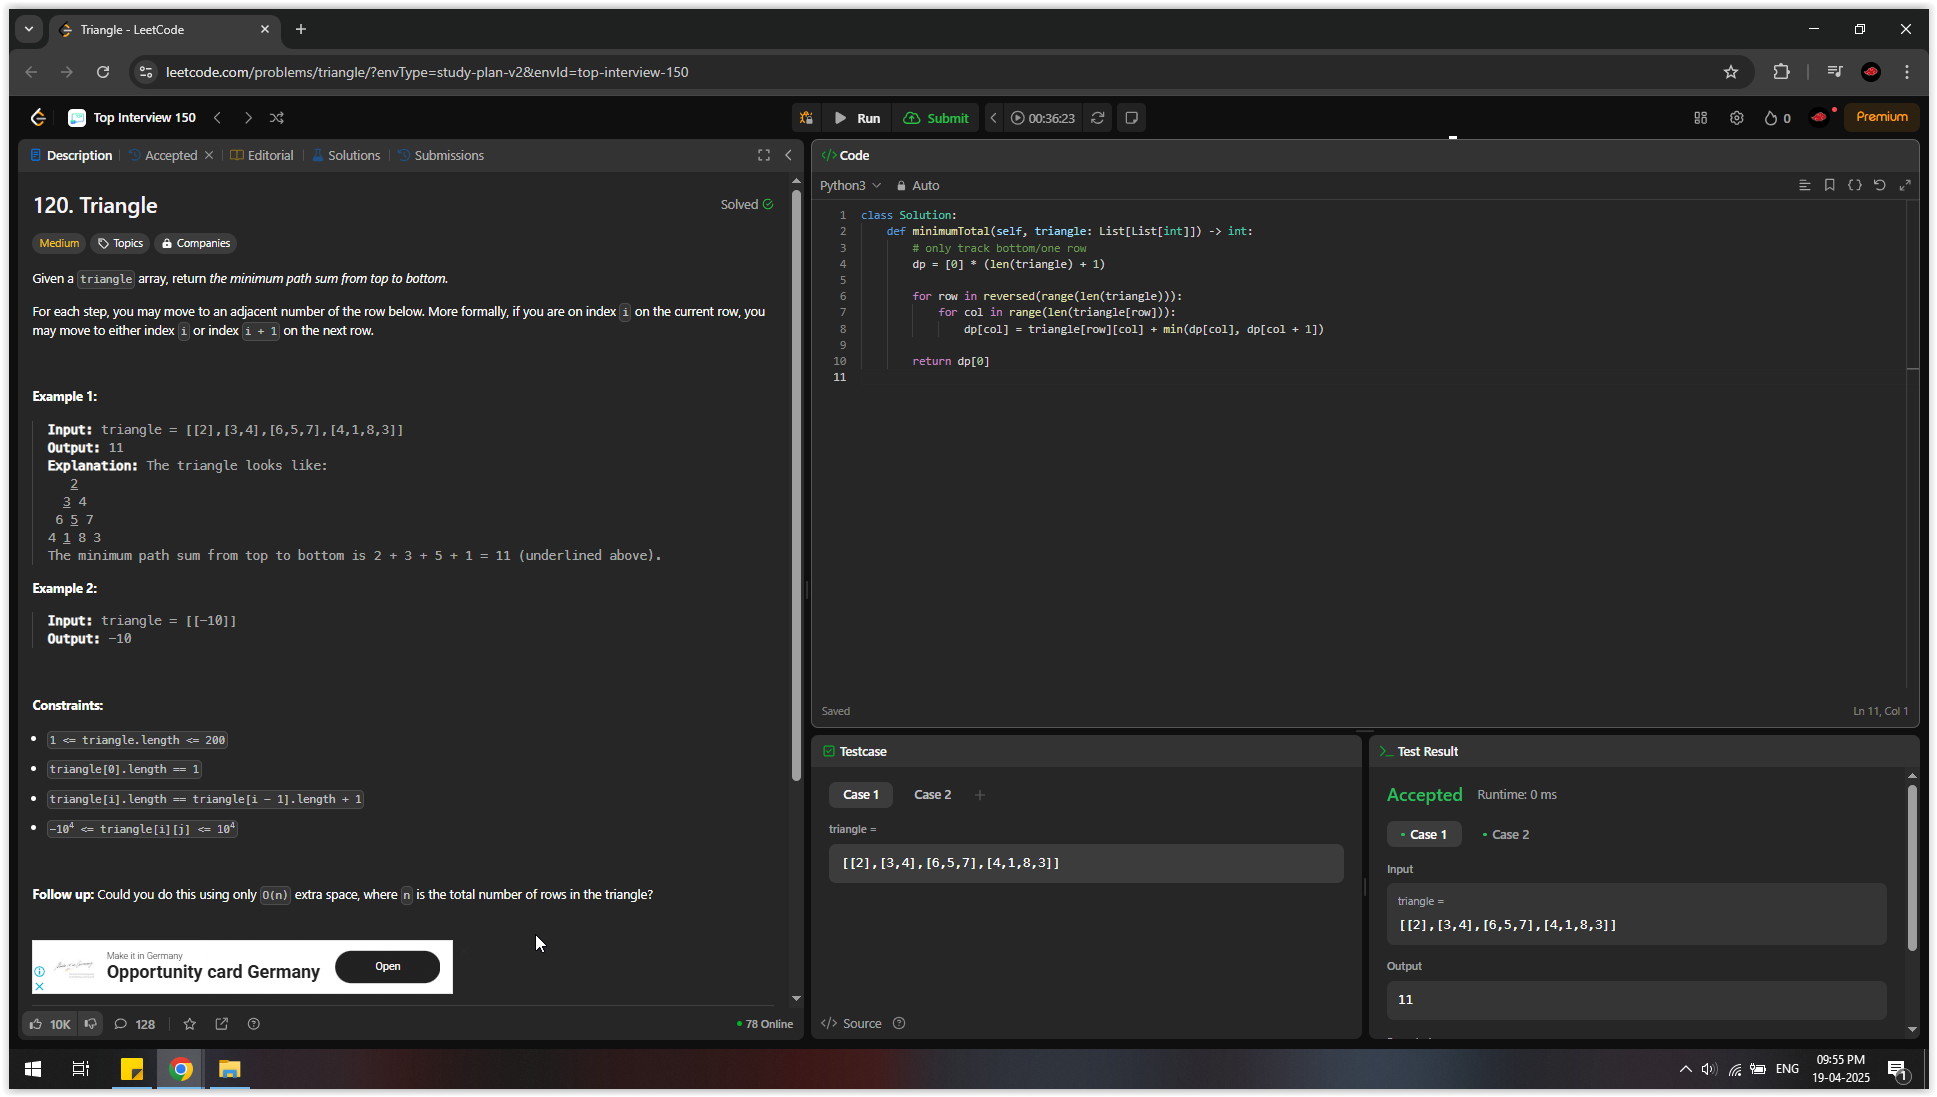 Triangle - LeetCode
leetcode.com/problems/triangle/?envType=study-plan-v2&envId=top-interview-150
Top Interview 150
Run
Submit
00:36:23
0
Premium
Description
Accepted
Editorial
Solutions
Submissions
120. Triangle
Solved
Medium
Topics
Companies
Given a triangle array, return the minimum path sum from top to bottom.
For each step, you may move to an adjacent number of the row below. More formally, if you are on index i on the current row, you
may move to either index i or index i + 1 on the next row.
Example 1:
Input: triangle = [[2],[3,4],[6,5,7],[4,1,8,3]]
Output: 11
Explanation: The triangle looks like:
2
3 4
6 5 7
4 1 8 3
The minimum path sum from top to bottom is 2 + 3 + 5 + 1 = 11 (underlined above).
Example 2:
Input: triangle = [[-10]]
Output: -10
Constraints:
1 <= triangle.length <= 200
triangle[0].length == 1
triangle[i].length == triangle[i - 1].length + 1
-10⁴ <= triangle[i][j] <= 10⁴
Follow up: Could you do this using only O(n) extra space, where n is the total number of rows in the triangle?
Make it in Germany
Opportunity card Germany
Open
10K
128
78 Online
</> Code
Python3
Auto
1 class Solution:
2 def minimumTotal(self, triangle: List[List[int]]) -> int:
3 # only track bottom/one row
4 dp = [0] * (len(triangle) + 1)
5
6 for row in reversed(range(len(triangle))):
7 for col in range(len(triangle[row])):
8 dp[col] = triangle[row][col] + min(dp[col], dp[col + 1])
9
10 return dp[0]
11
Saved
Ln 11, Col 1
Testcase
Case 1
Case 2
+
triangle =
[[2],[3,4],[6,5,7],[4,1,8,3]]
</> Source
>_ Test Result
Accepted
Runtime: 0 ms
Case 1
Case 2
Input
triangle =
[[2],[3,4],[6,5,7],[4,1,8,3]]
Output
11
ENG
09:55 PM
19-04-2025
1